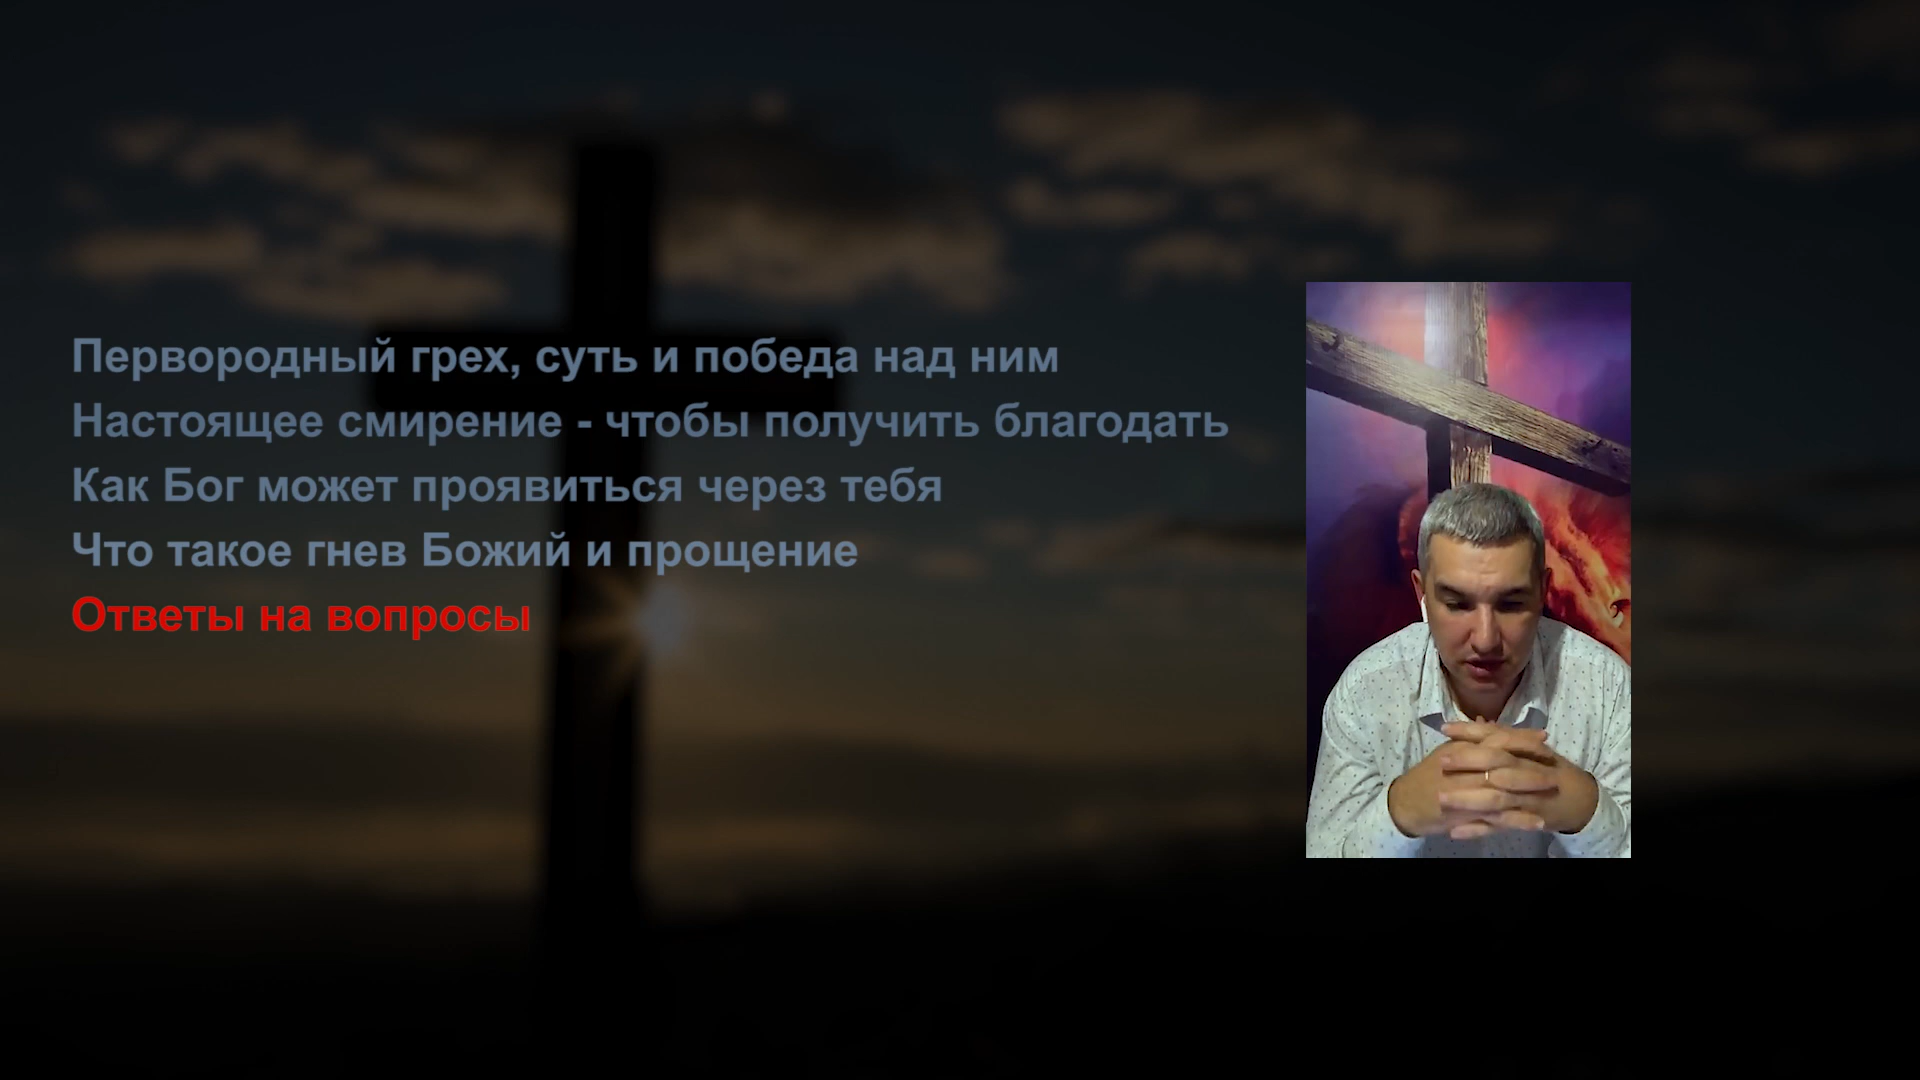 Первородный грех, суть и победа над ним
Настоящее смирение - чтобы получить благодать
Как Бог может проявиться через тебя
Что такое гнев Божий и прощение
Ответы на вопросы